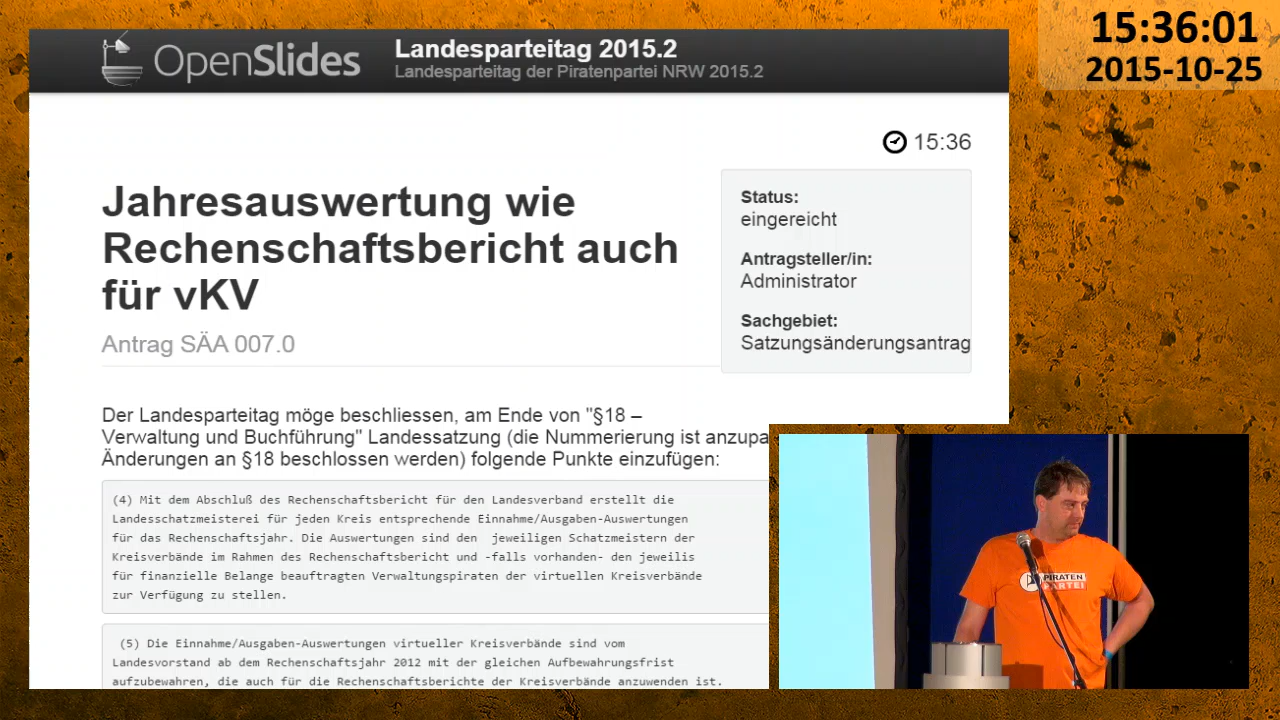 15:36:01
2015-10-25
OpenSlides
Landesparteitag 2015.2
Landesparteitag der Piratenpartei NRW 2015.2
15:36
Jahresauswertung wie
Rechenschaftsbericht auch
für vKV
Antrag SÄA 007.0
Status:
eingereicht
Antragsteller/in:
Administrator
Sachgebiet:
Satzungsänderungsantrag
Der Landesparteitag möge beschliessen, am Ende von "§18 –
Verwaltung und Buchführung" Landessatzung (die Nummerierung ist anzupa
Änderungen an §18 beschlossen werden) folgende Punkte einzufügen:
(4) Mit dem Abschluß des Rechenschaftsbericht für den Landesverband erstellt die
Landesschatzmeisterei für jeden Kreis entsprechende Einnahme/Ausgaben-Auswertungen
für das Rechenschaftsjahr. Die Auswertungen sind den jeweiligen Schatzmeistern der
Kreisverbände im Rahmen des Rechenschaftsbericht und -falls vorhanden- den jeweilis
für finanzielle Belange beauftragten Verwaltungspiraten der virtuellen Kreisverbände
zur Verfügung zu stellen.
(5) Die Einnahme/Ausgaben-Auswertungen virtueller Kreisverbände sind vom
Landesvorstand ab dem Rechenschaftsjahr 2012 mit der gleichen Aufbewahrungsfrist
aufzubewahren, die auch für die Rechenschaftsberichte der Kreisverbände anzuwenden ist.
PIRATEN
PARTEI